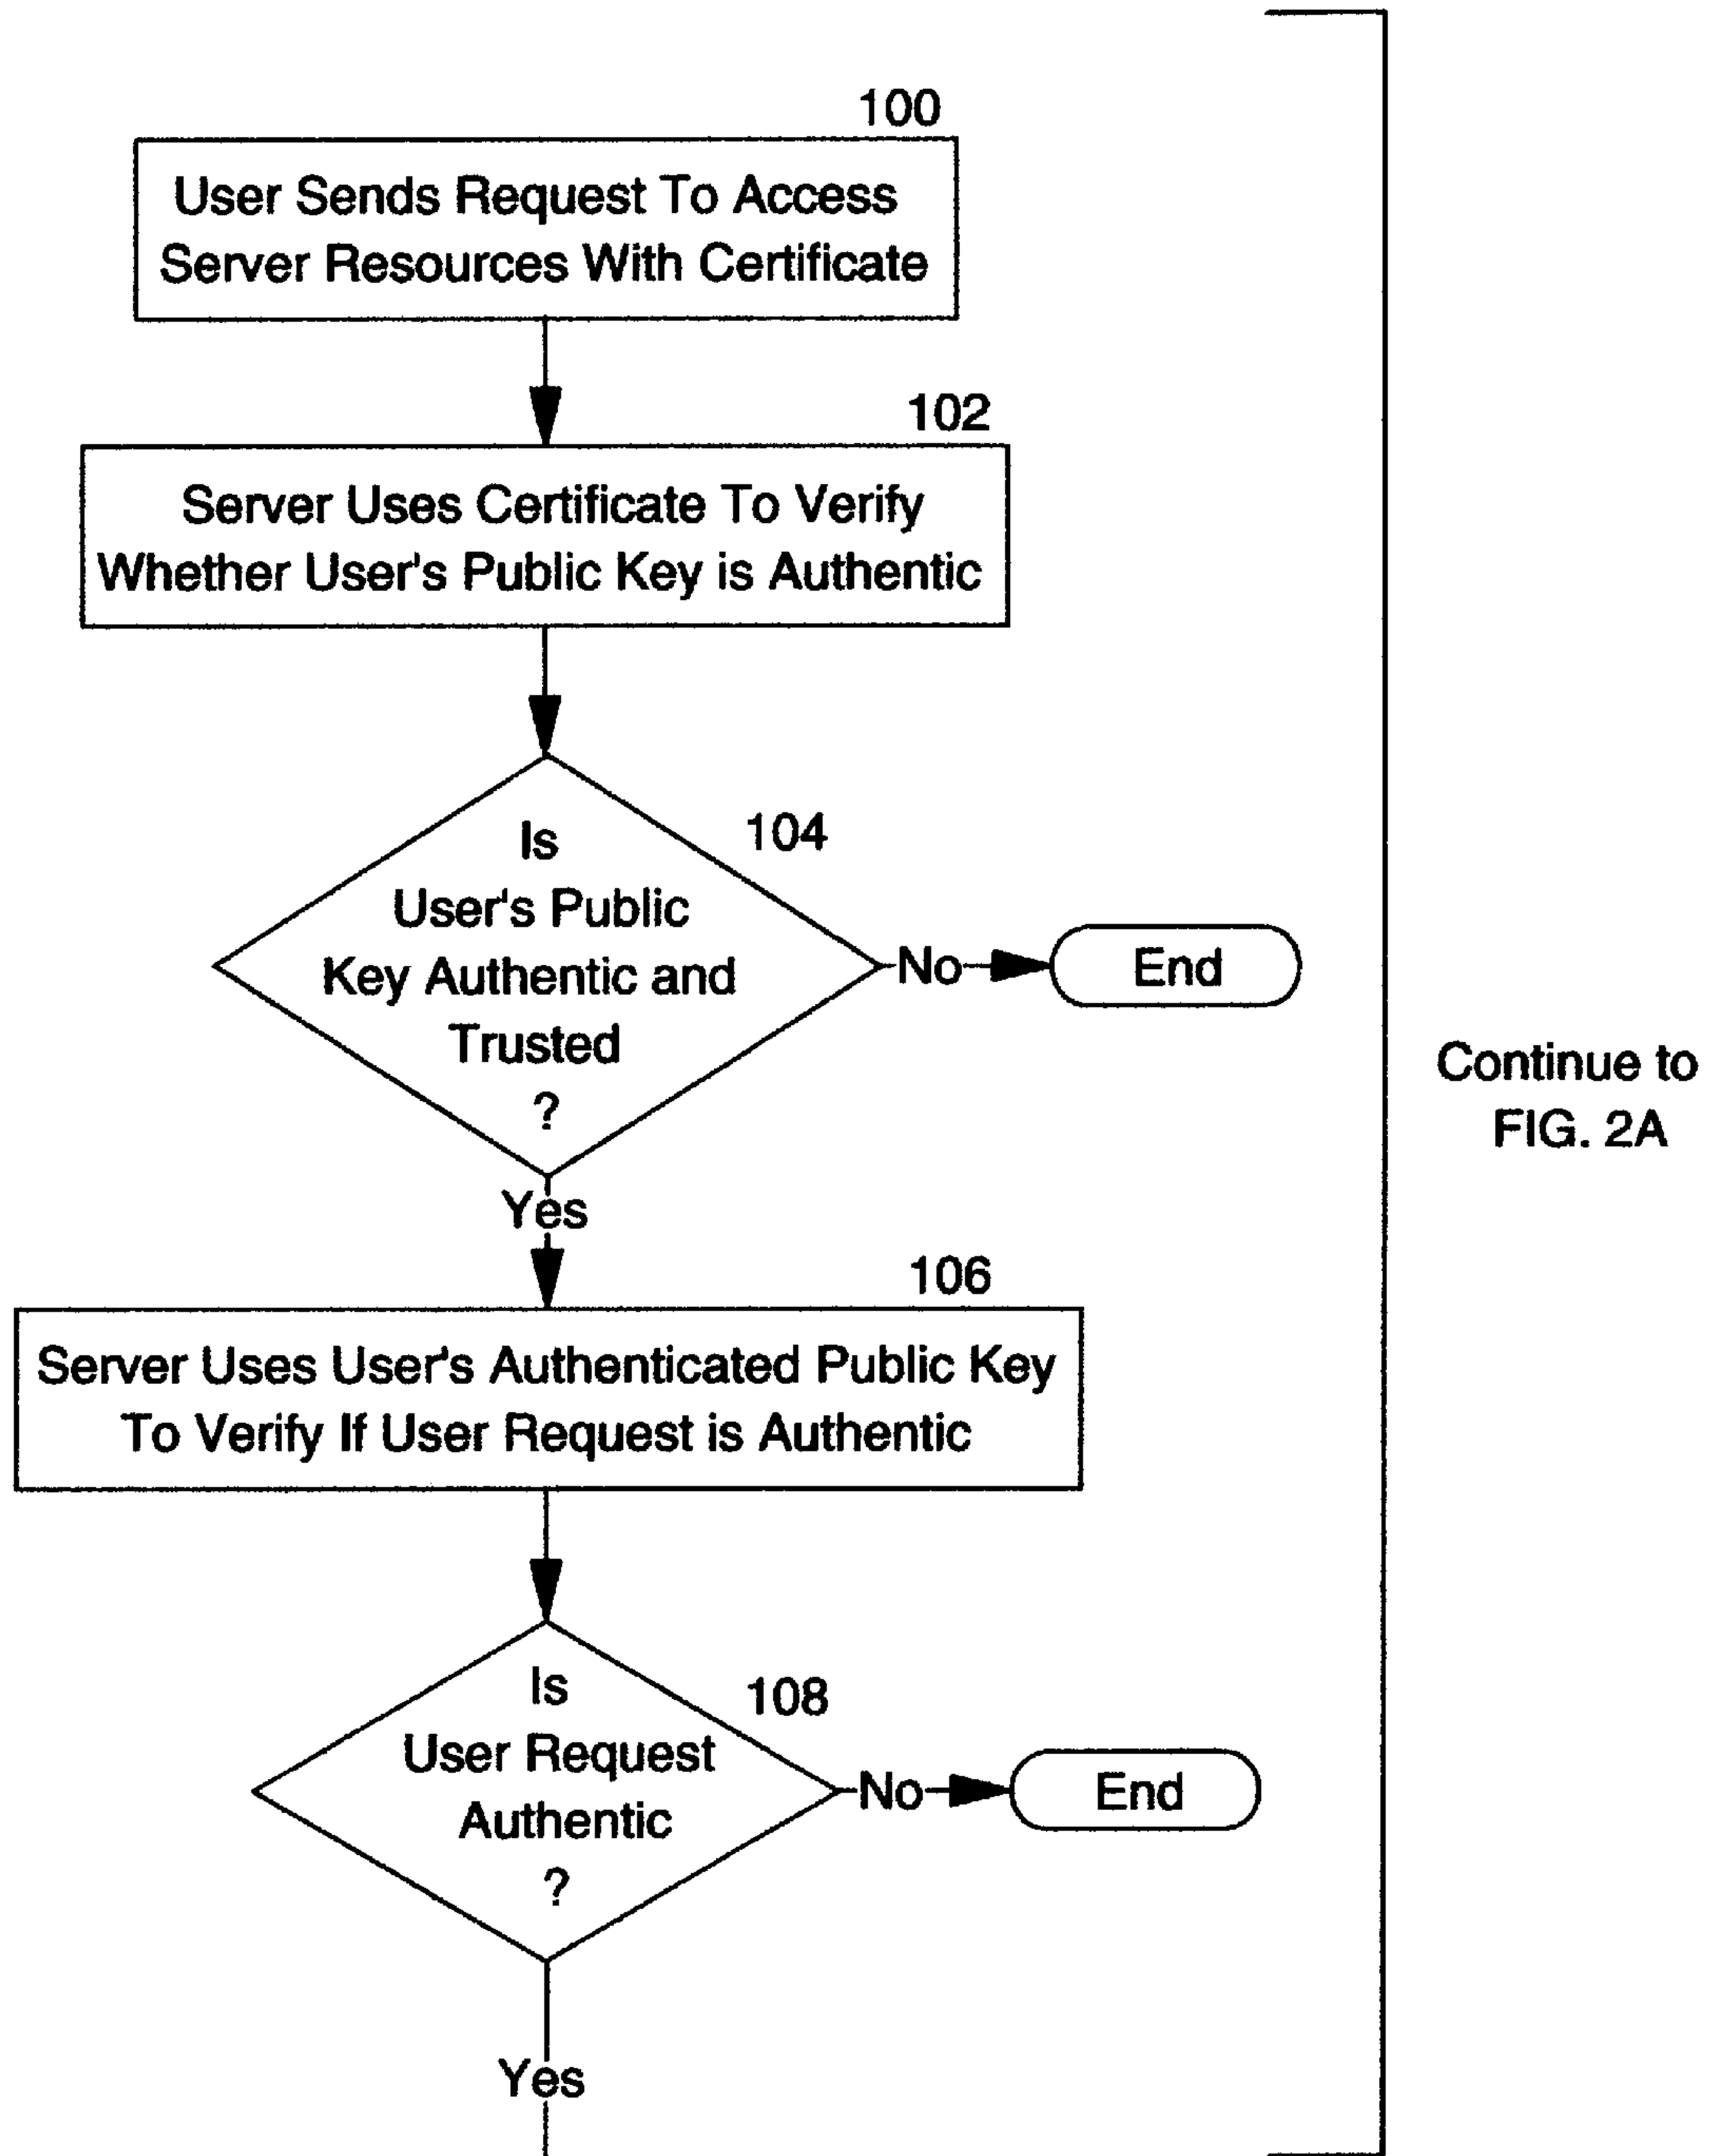 100
User Sends Request To Access
Server Resources With Certificate
102
Server Uses Certificate To Verify
Whether User's Public Key is Authentic
104
Is
User's Public
Key Authentic and
Trusted
?
No
End
Yes
Continue to
FIG. 2A
106
Server Uses User's Authenticated Public Key
To Verify If User Request is Authentic
108
Is
User Request
Authentic
?
No
End
Yes